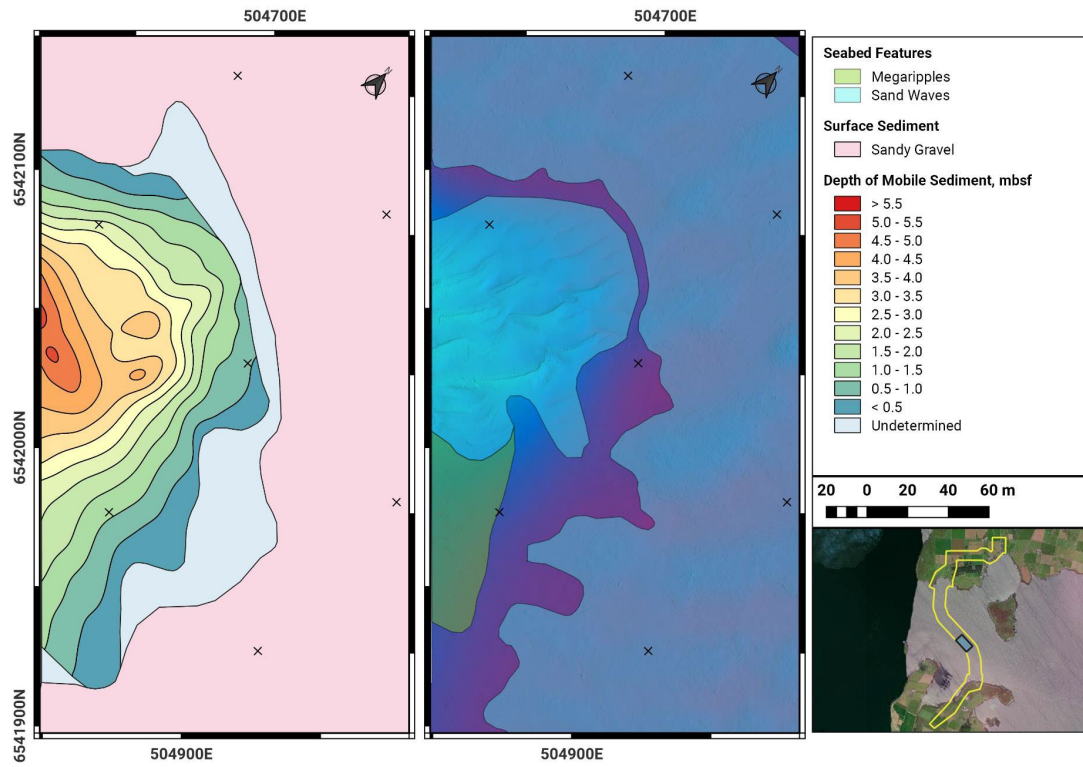 504700E
504700E
N
N
6542100N
6542000N
6541900N
504900E
504900E
Seabed Features
Megaripples
Sand Waves
Surface Sediment
Sandy Gravel
Depth of Mobile Sediment, mbsf
> 5.5
5.0 - 5.5
4.5 - 5.0
4.0 - 4.5
3.5 - 4.0
3.0 - 3.5
2.5 - 3.0
2.0 - 2.5
1.5 - 2.0
1.0 - 1.5
0.5 - 1.0
< 0.5
Undetermined
20 0 20 40 60 m